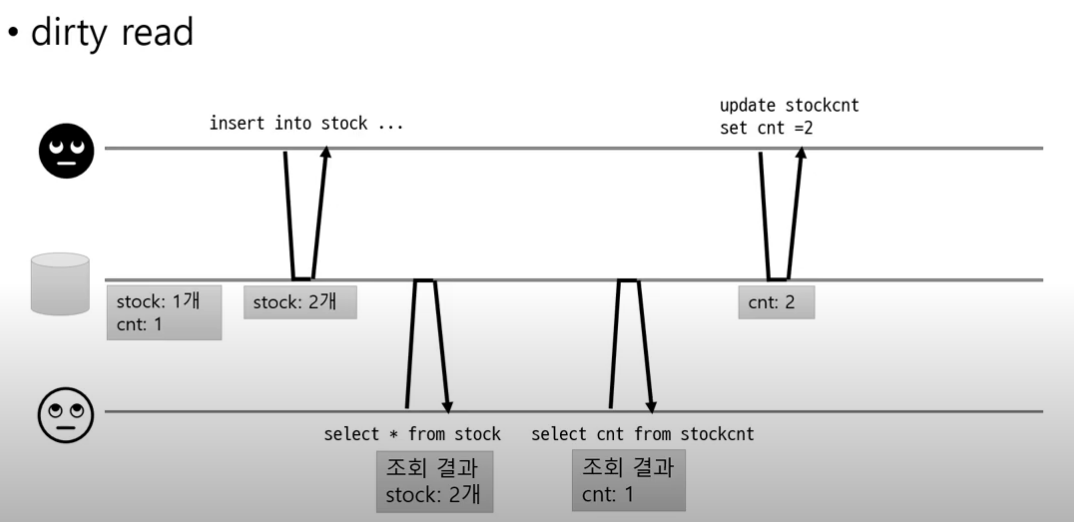 • dirty read
insert into stock ...
update stockcnt
set cnt =2
stock: 1개
cnt: 1
stock: 2개
cnt: 2
select * from stock
조회 결과
stock: 2개
select cnt from stockcnt
조회 결과
cnt: 1